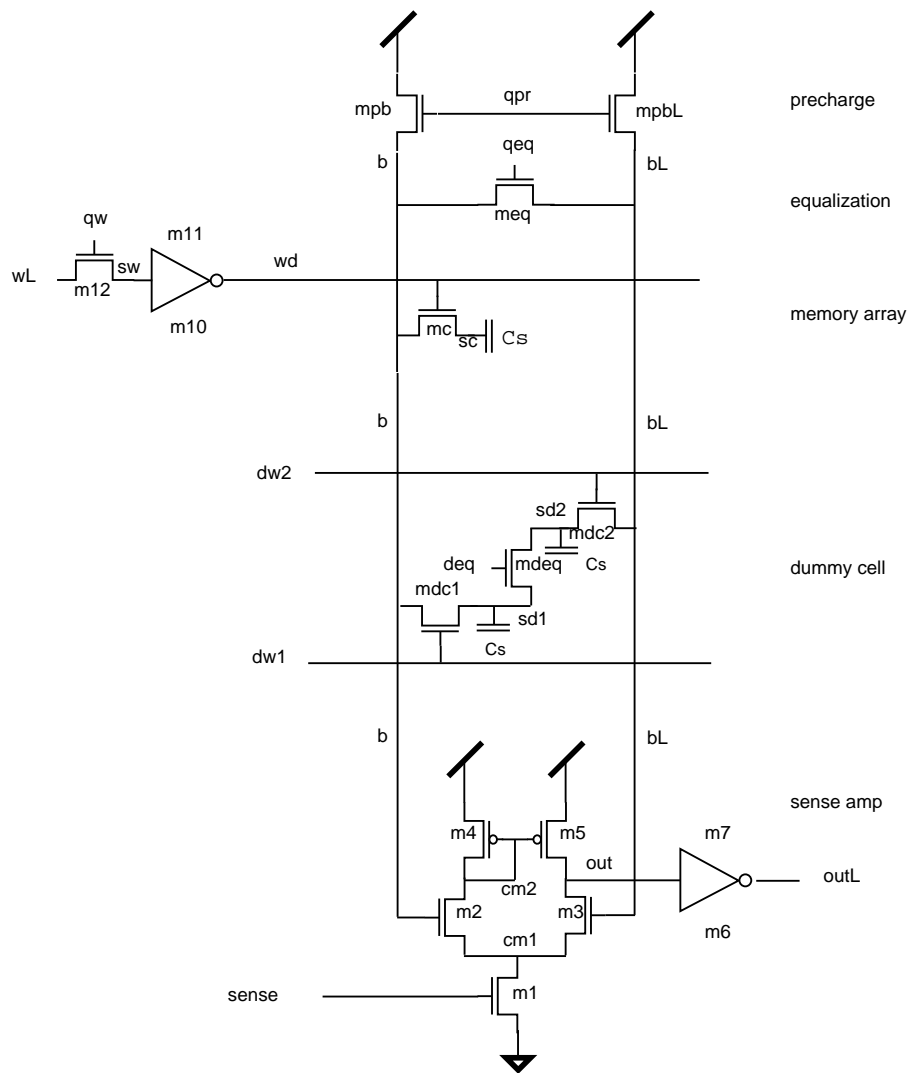 mpb
qpr
mpbL
precharge
b
qeq
bL
meq
equalization
qw
m11
wL
sw
wd
m12
m10
mc
sc
Cs
memory array
b
bL
dw2
sd2
mdc2
deq
mdeq
Cs
dummy cell
mdc1
sd1
Cs
dw1
b
bL
sense amp
m4
m5
m7
out
outL
cm2
m2
m3
m6
cm1
sense
m1